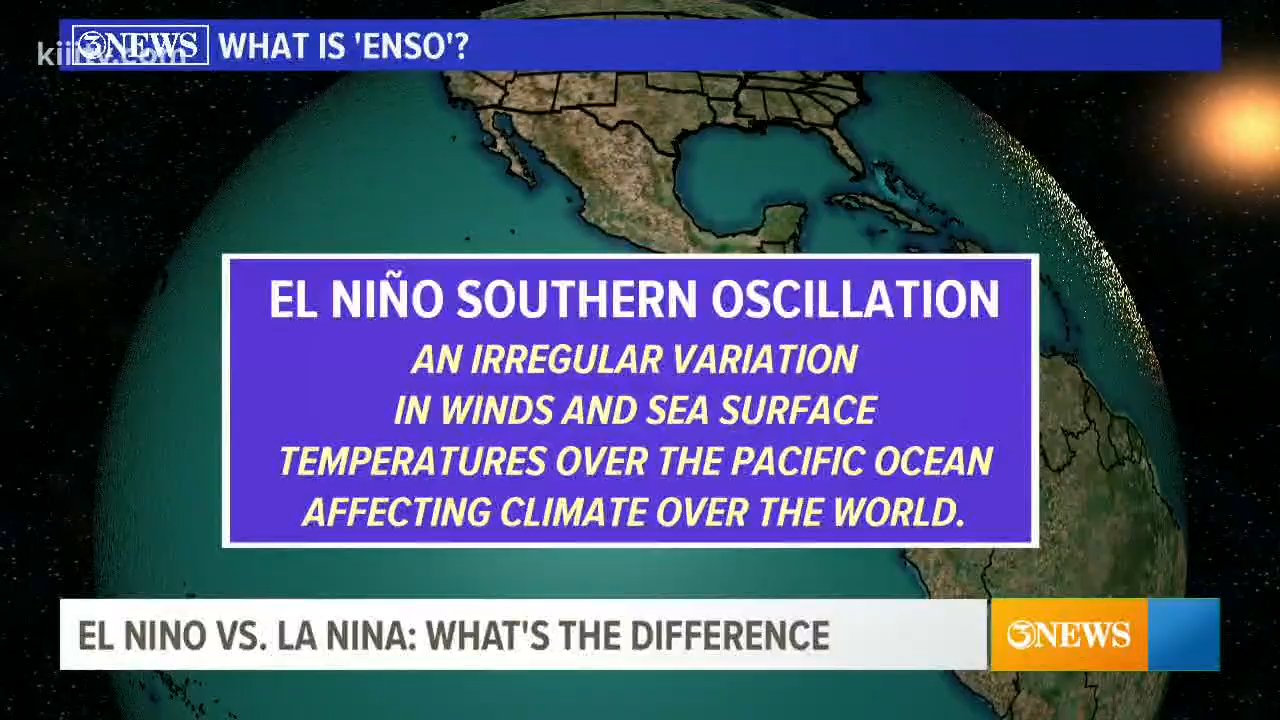 3NEWS WHAT IS 'ENSO'?
EL NIÑO SOUTHERN OSCILLATION
AN IRREGULAR VARIATION
IN WINDS AND SEA SURFACE
TEMPERATURES OVER THE PACIFIC OCEAN
AFFECTING CLIMATE OVER THE WORLD.
EL NINO VS. LA NINA: WHAT'S THE DIFFERENCE
3NEWS